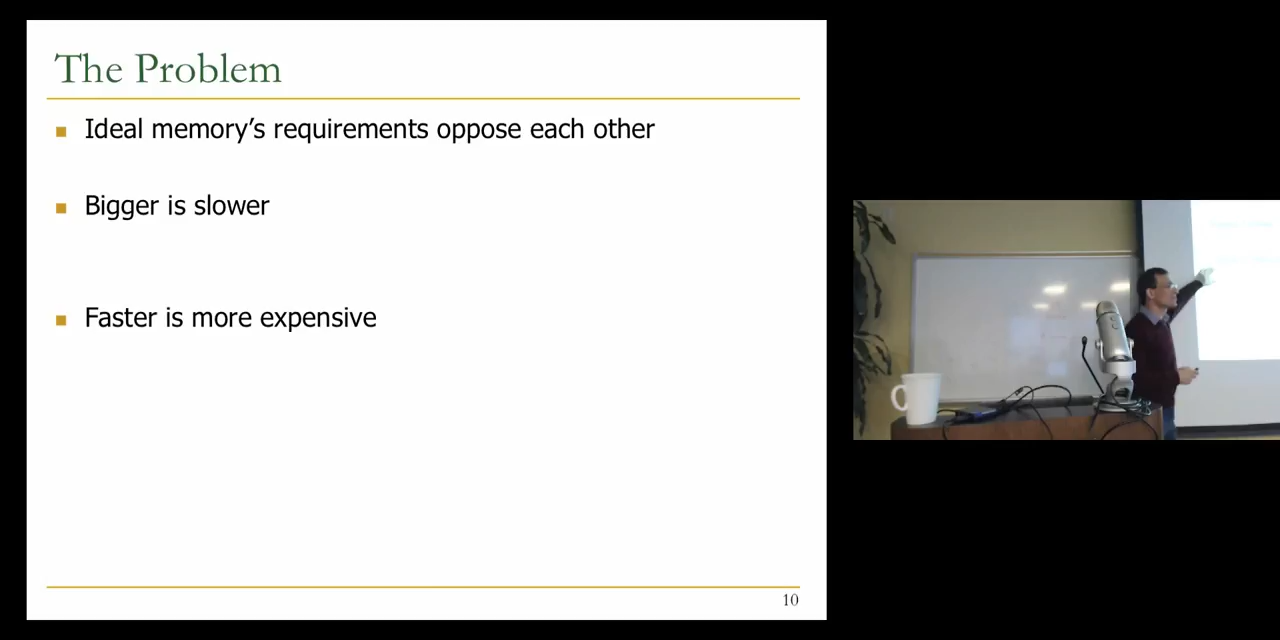 The Problem
Ideal memory’s requirements oppose each other
Bigger is slower
Faster is more expensive
10